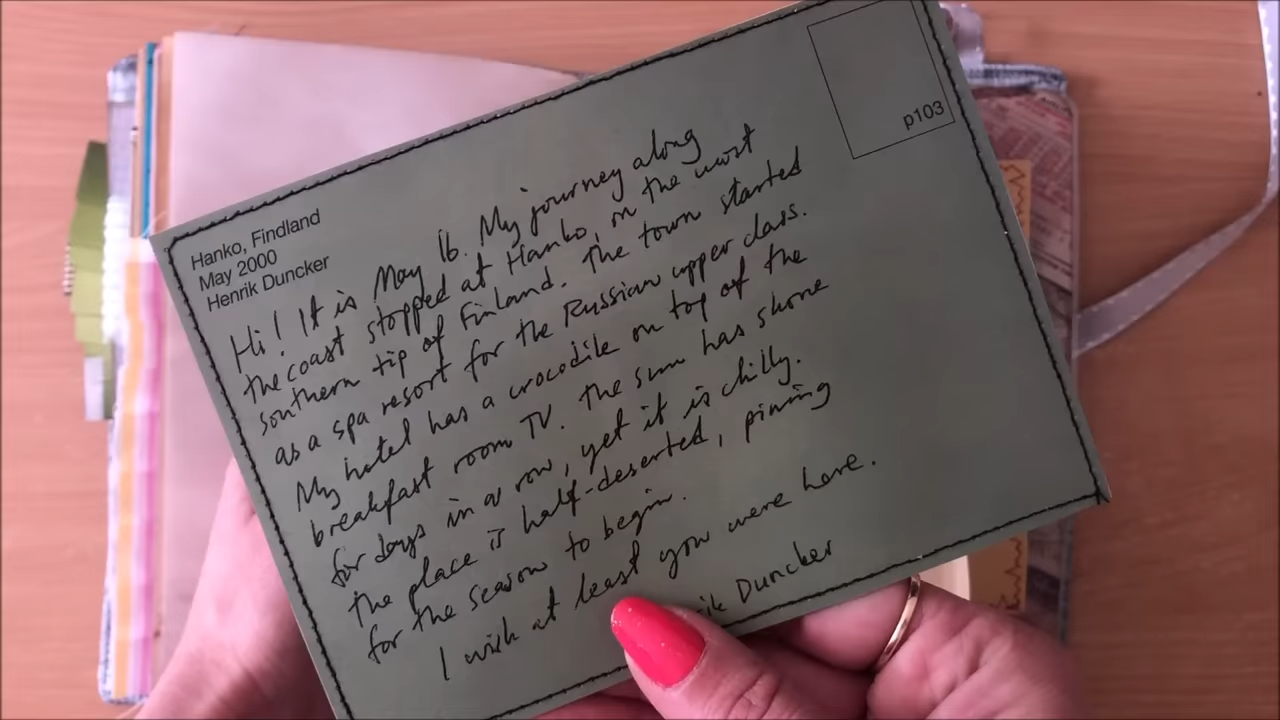 p103
Hanko, Findland
May 2000
Henrik Duncker
Hi! It is May 16. My journey along
the coast stopped at Hanko, on the most
southern tip of Finland. The town started
as a spa resort for the Russian upper class.
My hotel has a crocodile on top of the
breakfast room TV. The sun has shone
for days in a row, yet it is chilly.
The place is half-deserted, pining
for the season to begin.
I wish at least you were here.
Duncker